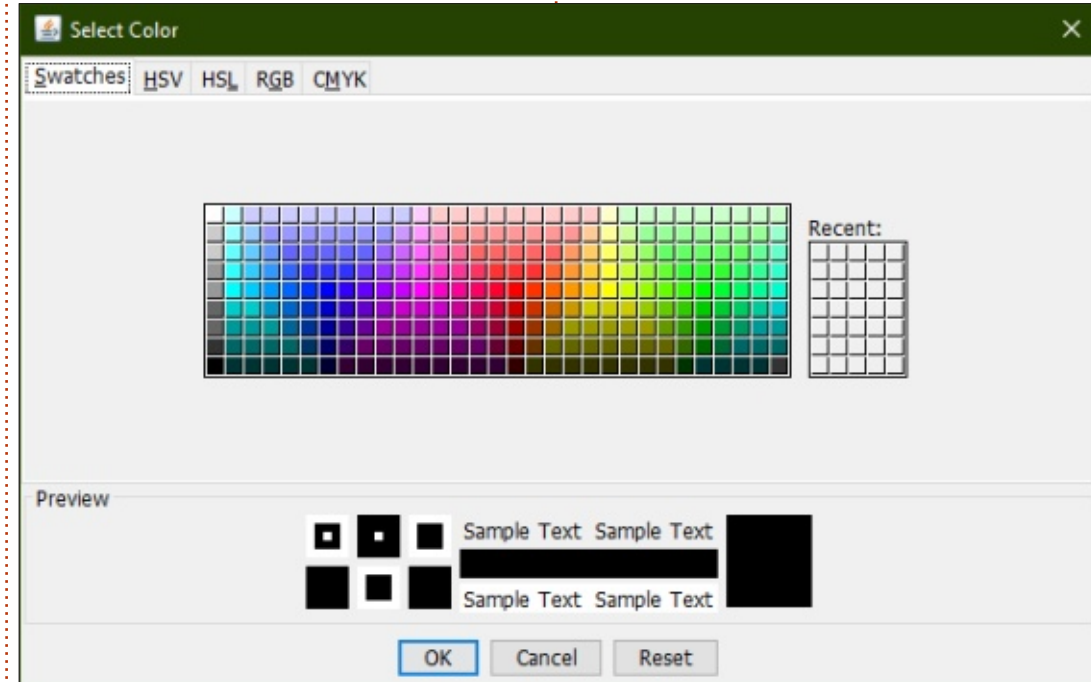 Select Color
Swatches HSV HSL RGB CMYK
Recent:
Preview
Sample Text Sample Text
Sample Text Sample Text
OK Cancel Reset